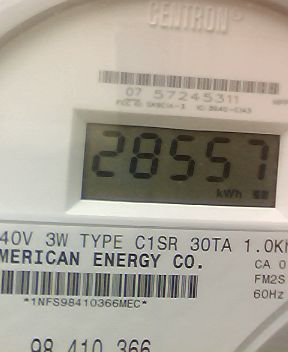 CENTRON®
07 57245311
28557
kWh
40V 3W TYPE C1SR 30TA 1.0K
MERICAN ENERGY CO.
CA 0
FM2S
60Hz
*1NFS98410366MEC*
98 410 366